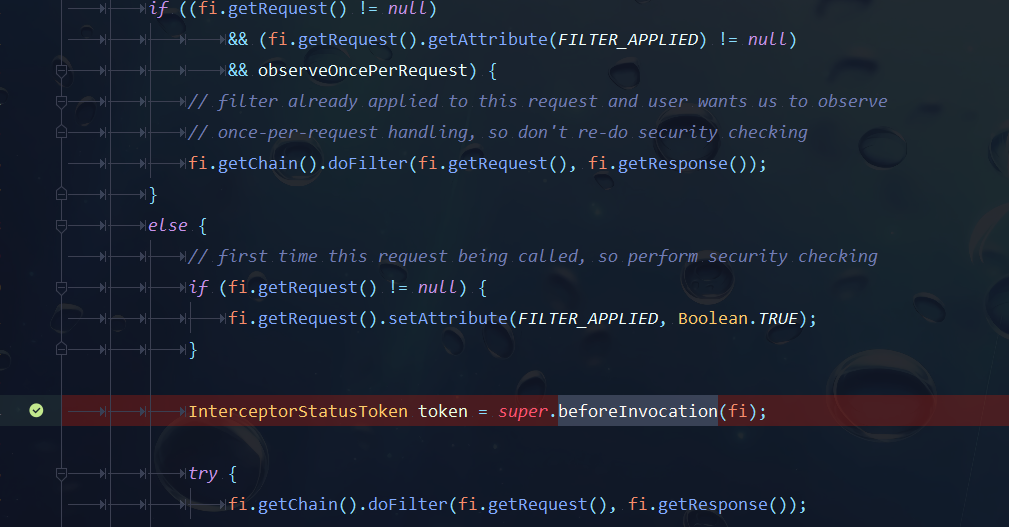 if ((fi.getRequest() != null)
&& (fi.getRequest().getAttribute(FILTER_APPLIED) != null)
&& observeOncePerRequest) {
// filter already applied to this request and user wants us to observe
// once-per-request handling, so don't re-do security checking
fi.getChain().doFilter(fi.getRequest(), fi.getResponse());
}
else {
// first time this request being called, so perform security checking
if (fi.getRequest() != null) {
fi.getRequest().setAttribute(FILTER_APPLIED, Boolean.TRUE);
}
InterceptorStatusToken token = super.beforeInvocation(fi);
try {
fi.getChain().doFilter(fi.getRequest(), fi.getResponse());